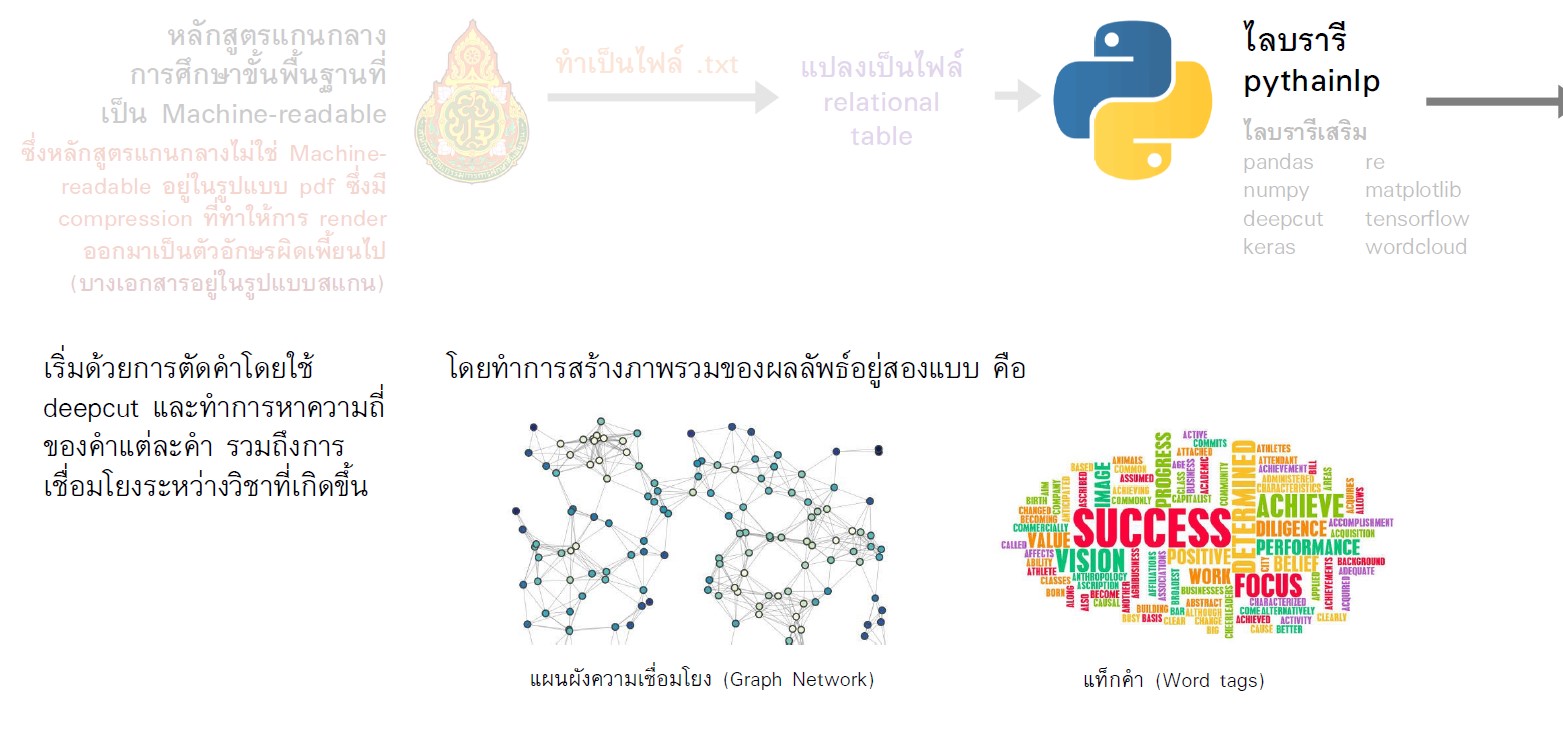 หลักสูตรแกนกลาง
การศึกษาขั้นพื้นฐานที่
เป็น Machine-readable
ซึ่งหลักสูตรแกนกลางไม่ใช่ Machine-
readable อยู่ในรูปแบบ pdf ซึ่งมี
compression ที่ทำให้การ render
ออกมาเป็นตัวอักษรผิดเพี้ยนไป
(บางเอกสารอยู่ในรูปแบบสแกน)
ทำเป็นไฟล์ .txt
แปลงเป็นไฟล์
relational
table
ไลบรารี
pythainlp
ไลบรารีเสริม
pandas re
numpy matplotlib
deepcut tensorflow
keras wordcloud
เริ่มด้วยการตัดคำโดยใช้
deepcut และทำการหาความถี่
ของคำแต่ละคำ รวมถึงการ
เชื่อมโยงระหว่างวิชาที่เกิดขึ้น
โดยทำการสร้างภาพรวมของผลลัพธ์อยู่สองแบบ คือ
ACTIVE
COMMITS
PROGRESS
ATTACHED
ATHLETES
ANIMALS
COMMON
BASED
IMAGE
ASSUMED
AGE
CLASS
BUSINESS
ACADEMIC
COMMUNITY
DETERMINED
ATTENDANT
ACHIEVEMENT
BILL
AREAS
ADMINISTERED
CHARACTERISTICS
ASCRIBED
ACHIEVING
COMMONLY
CAPITALIST
AIM
BIRTH
COMPANY
ANTICIPATED
ACHIEVE
ACQUIRES
ALLOWS
CHANGED
BECOMING
COMMERCIALLY
SUCCESS
DILIGENCE
ACCOMPLISHMENT
ACQUISITION
CALLED
VALUE
PERFORMANCE
AFFECTS
ABILITY
VISION
POSITIVE
CITY
BELIEF
BACKGROUND
ADEQUATE
ATHLETE
CLASSES
BORN
ANTHROPOLOGY
ASCRIPTION
AGRIBUSINESS
AFFILIATIONS
ASSOCIATIONS
BROADEST
WORK
BUSINESSES
FOCUS
APPLIED
ACHIEVEMENTS
ACQUIRED
ALONG
ALSO
BECOME
CAUSAL
ANOTHER
BUILDING
BUSY
BASIS
BAR
CLEAR
ABSTRACT
ALTHOUGH
CHANGE
BIG
CHEERLEADERS
CHARACTERIZED
COME
ALTERNATIVELY
ACHIEVED
ACTIVITY
CLEARLY
CAUSE
BETTER
แผนผังความเชื่อมโยง (Graph Network)
แท็กคำ (Word tags)